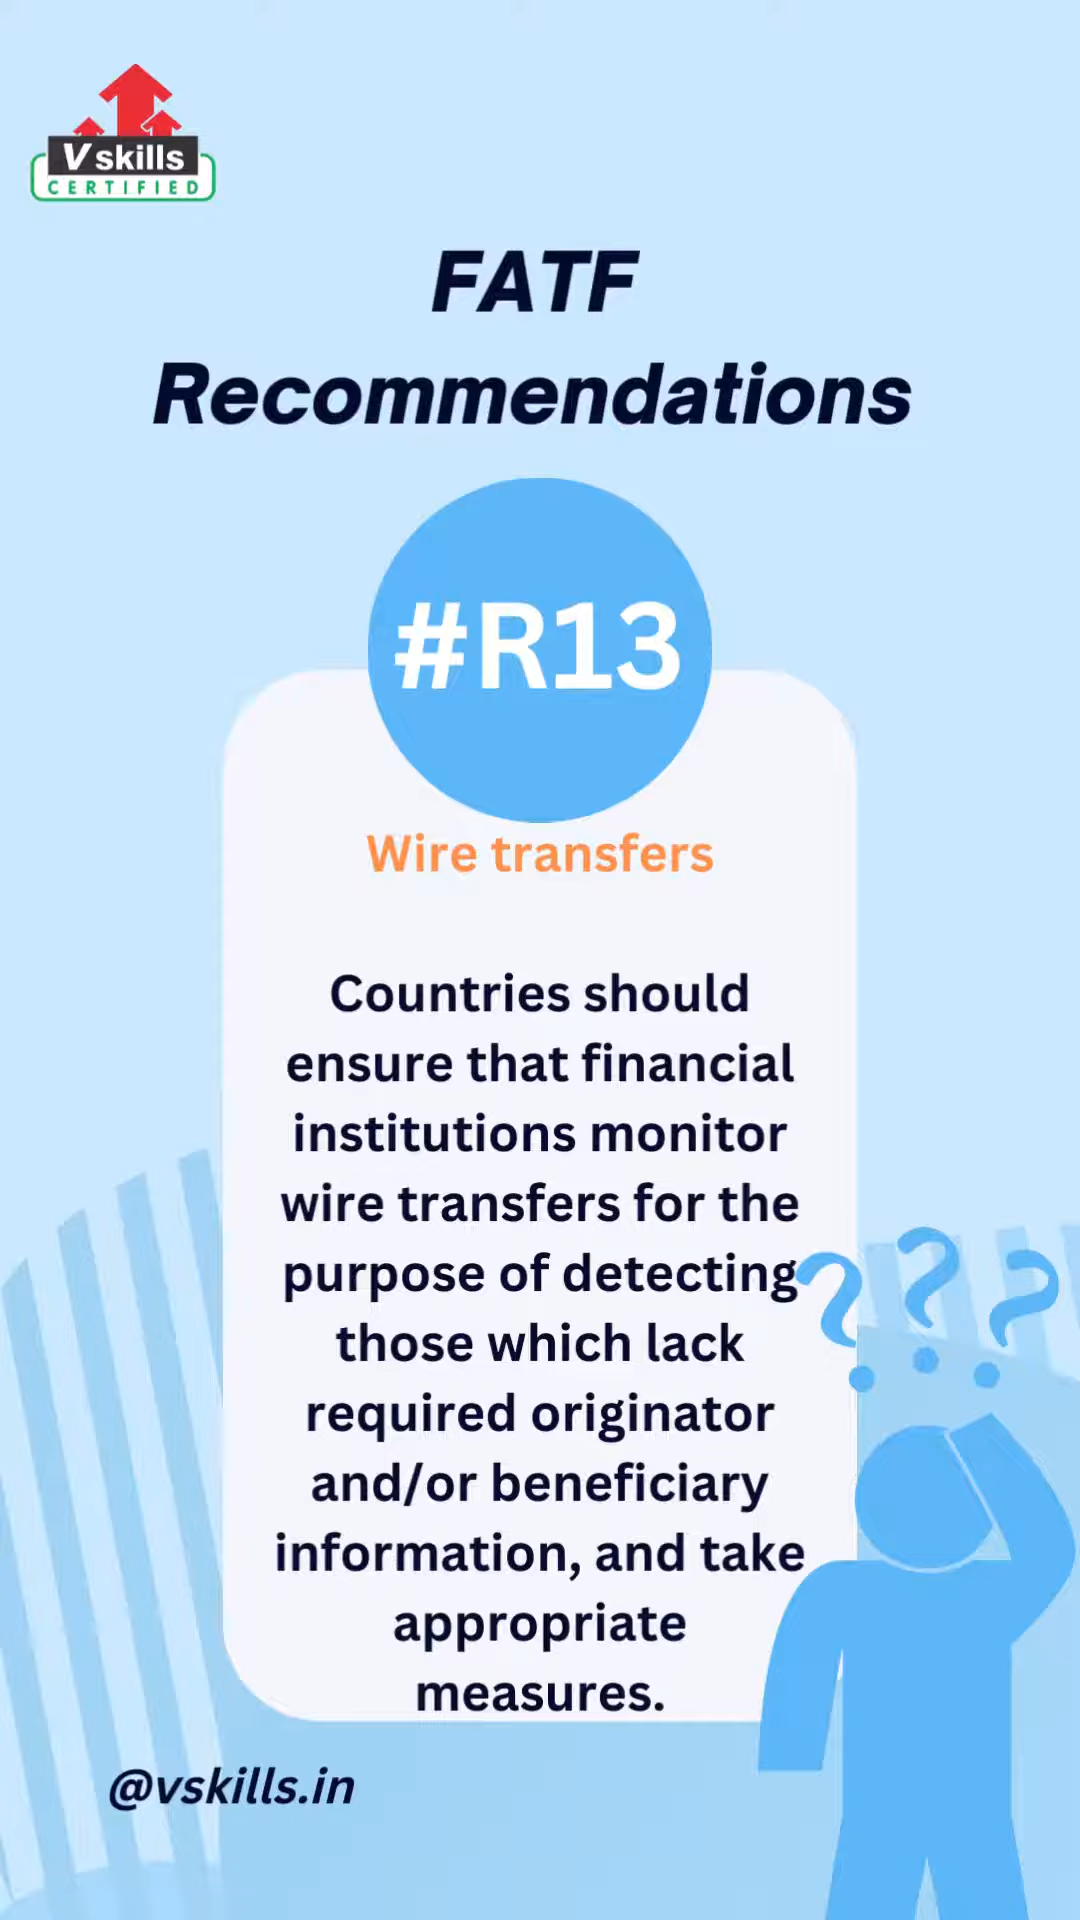 Vskills
CERTIFIED
FATF
Recommendations
#R13
Wire transfers
Countries should
ensure that financial
institutions monitor
wire transfers for the
purpose of detecting
those which lack
required originator
and/or beneficiary
information, and take
appropriate
measures.
@vskills.in
???